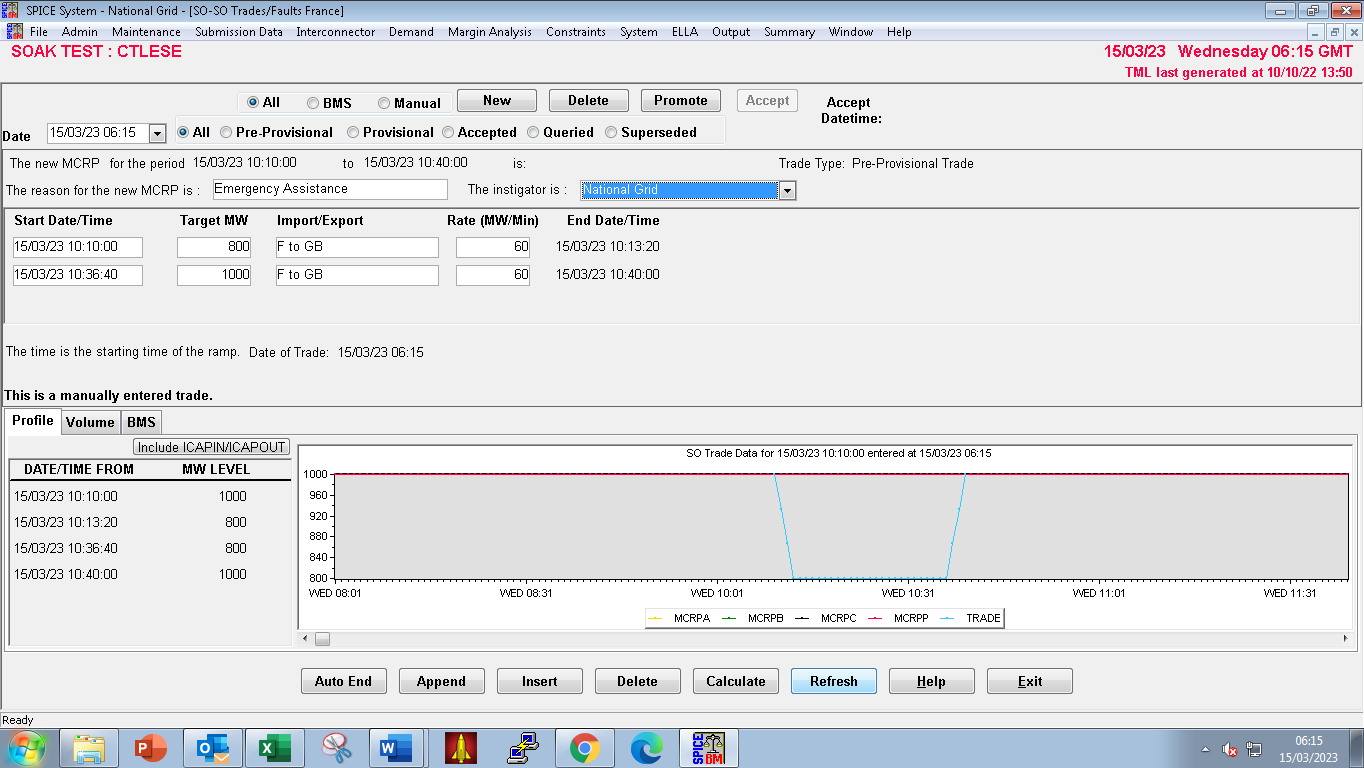 SPICE System - National Grid - [SO-SO Trades/Faults France]
File Admin Maintenance Submission Data Interconnector Demand Margin Analysis Constraints System ELLA Output Summary Window Help
SOAK TEST : CTLESE 15/03/23 Wednesday 06:15 GMT
TML last generated at 10/10/22 13:50
All BMS Manual New Delete Promote Accept Accept Datetime:
Date 15/03/23 06:15 All Pre-Provisional Provisional Accepted Queried Superseded
The new MCRP for the period 15/03/23 10:10:00 to 15/03/23 10:40:00 is: Trade Type: Pre-Provisional Trade
The reason for the new MCRP is : Emergency Assistance The instigator is : National Grid
Start Date/Time Target MW Import/Export Rate (MW/Min) End Date/Time
15/03/23 10:10:00 800 F to GB 60 15/03/23 10:13:20
15/03/23 10:36:40 1000 F to GB 60 15/03/23 10:40:00
The time is the starting time of the ramp. Date of Trade: 15/03/23 06:15
This is a manually entered trade.
Profile Volume BMS
Include ICAPIN/ICAPOUT
DATE/TIME FROM MW LEVEL
15/03/23 10:10:00 1000
15/03/23 10:13:20 800
15/03/23 10:36:40 800
15/03/23 10:40:00 1000
SO Trade Data for 15/03/23 10:10:00 entered at 15/03/23 06:15
1000
960
920
880
840
800
WED 08:01 WED 08:31 WED 10:01 WED 10:31 WED 11:01 WED 11:31
MCRPA MCRPB MCRPC MCRPP TRADE
Auto End Append Insert Delete Calculate Refresh Help Exit
Ready
SPICE BMI
06:15
15/03/2023